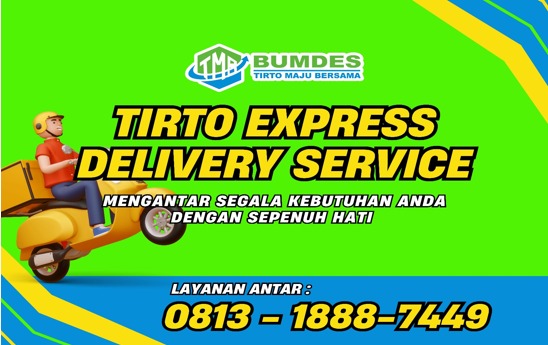 TMB
BUMDES
TIRTO MAJU BERSAMA
TIRTO EXPRESS
DELIVERY SERVICE
MENGANTAR SEGALA KEBUTUHAN ANDA
DENGAN SEPENUH HATI
LAYANAN ANTAR :
0813 - 1888-7449